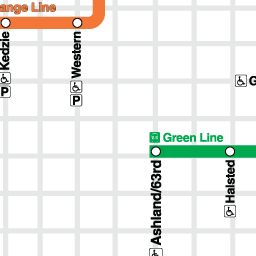 ange Line
Kedzie
P
Western
P
G
Green Line
Ashland/63rd
Halsted